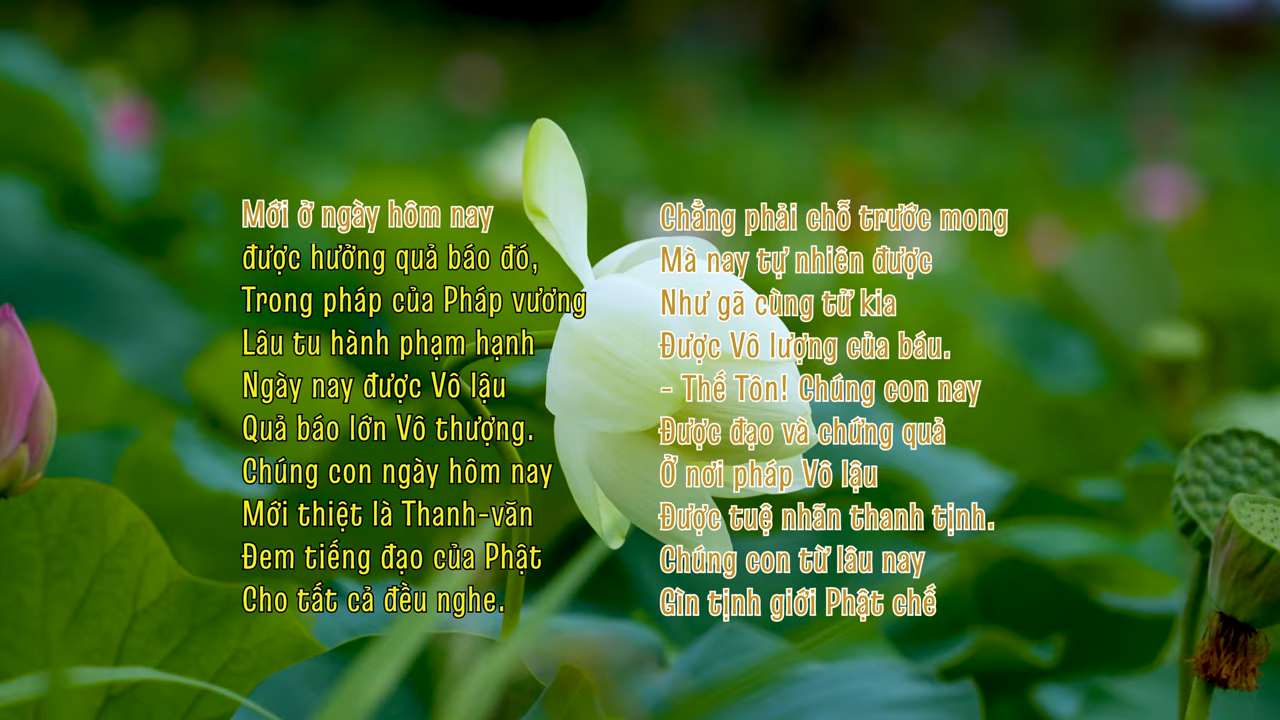 Chẳng phải chỗ trước mong
Mà nay tự nhiên được
Như gã cùng tử kia
Được Vô lượng của báu.
- Thế Tôn! Chúng con nay
Được đạo và chứng quả
Ở nơi pháp Vô lậu
Được tuệ nhãn thanh tịnh.
Chúng con từ lâu nay
Gìn tịnh giới Phật chế
Mới ở ngày hôm nay
được hưởng quả báo đó,
Trong pháp của Pháp vương
Lâu tu hành phạm hạnh
Ngày nay được Vô lậu
Quả báo lớn Vô thượng.
Chúng con ngày hôm nay
Mới thiệt là Thanh-văn
Đem tiếng đạo của Phật
Cho tất cả đều nghe.